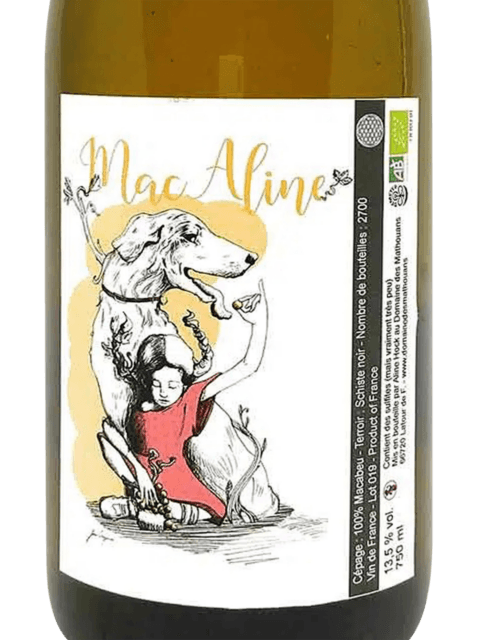 Mac Aline
Cépage : 100% Macabeu - Terroir : Schiste noir - Nombre de bouteilles : 2700
Vin de France - Lot 019 - Product of France
Contient des sulfites (mais vraiment très peu)
Mis en bouteille par Aline Hock au Domaine des Mathouans
66720 Latour de F. - www.domainedesmathouans
13,5 % vol.
750 ml
AB